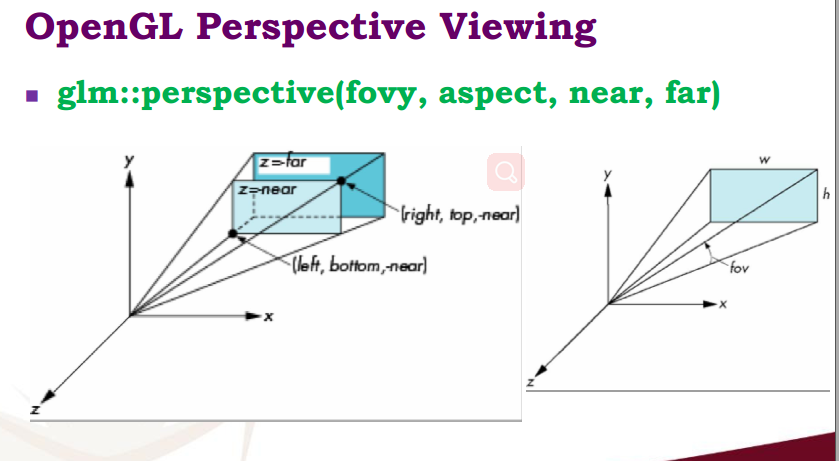 OpenGL Perspective Viewing
glm::perspective(fovy, aspect, near, far)
y
z=-far
z=-near
(right, top,-near)
(left, bottom,-near)
x
z
w
y
h
fov
x
z